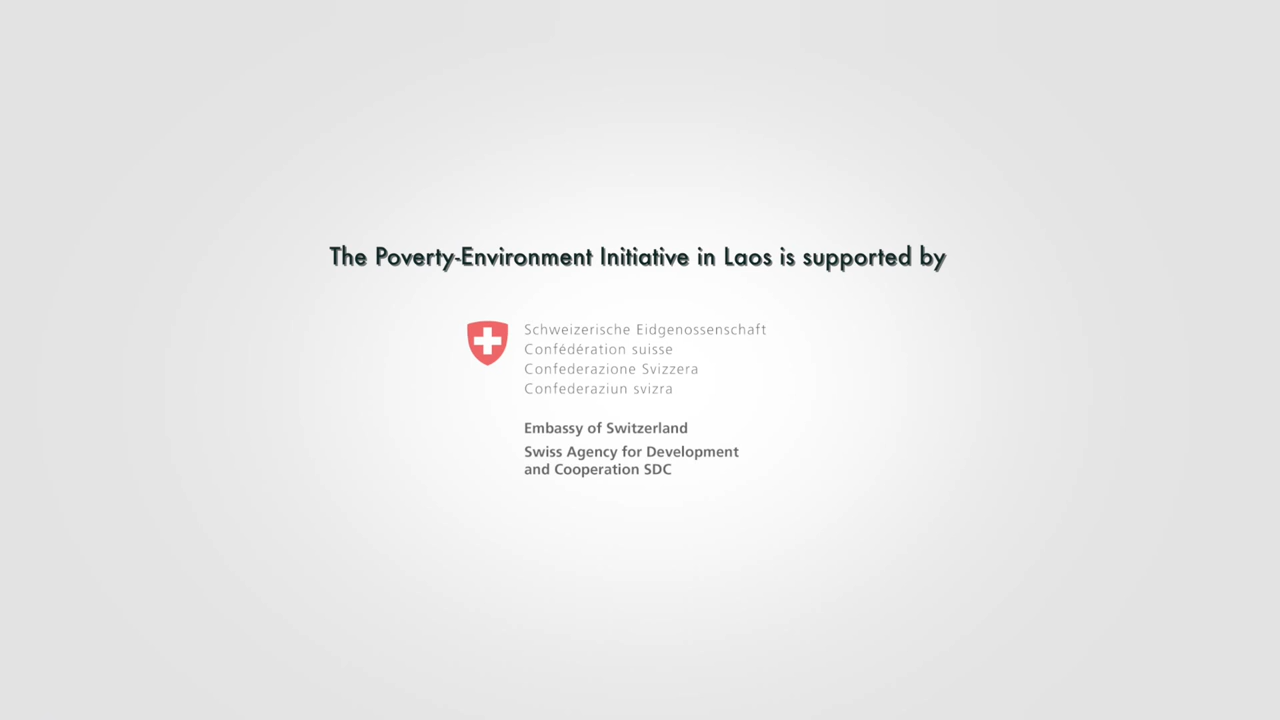 The Poverty-Environment Initiative in Laos is supported by
Schweizerische Eidgenossenschaft
Confédération suisse
Confederazione Svizzera
Confederaziun svizra
Embassy of Switzerland
Swiss Agency for Development
and Cooperation SDC